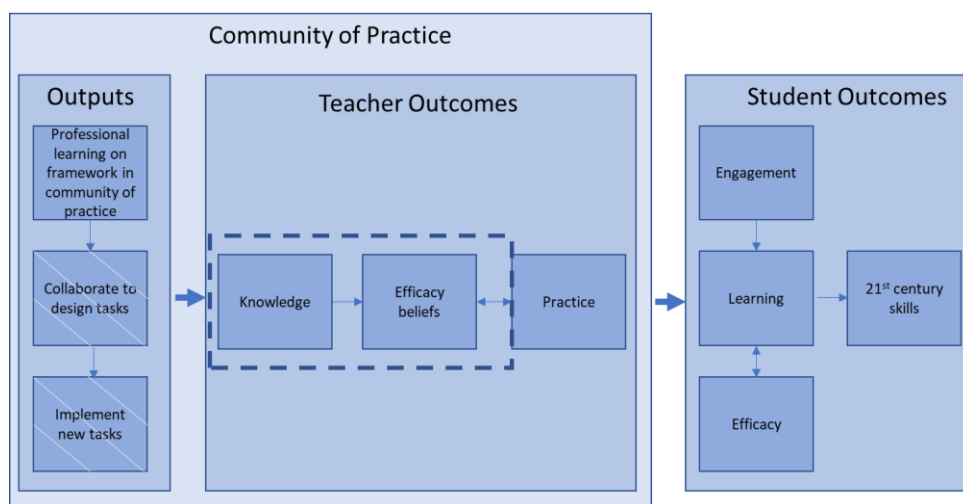 Community of Practice
Outputs
Professional
learning on
framework in
community of
practice
Collaborate to
design tasks
Implement
new tasks
Teacher Outcomes
Knowledge
Efficacy
beliefs
Practice
Student Outcomes
Engagement
Learning
21st century
skills
Efficacy